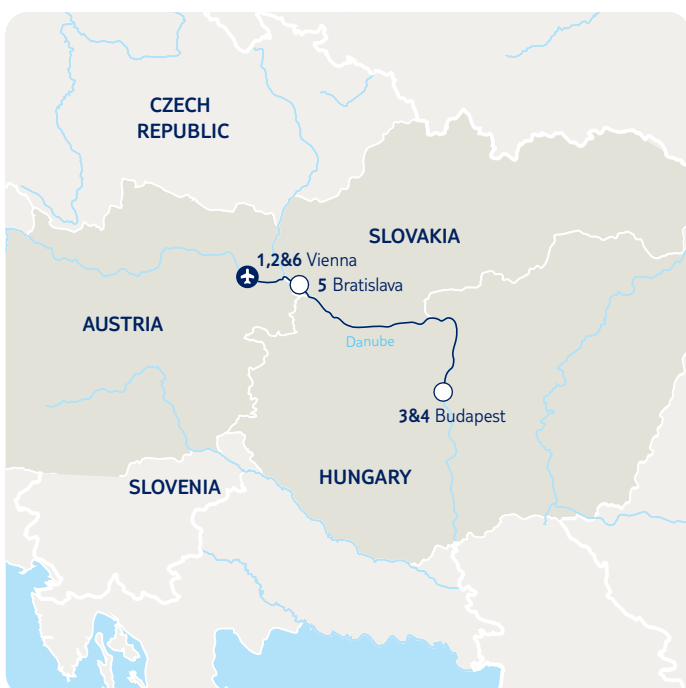 CZECH
REPUBLIC
SLOVAKIA
1,2&6 Vienna
5 Bratislava
AUSTRIA
Danube
3&4 Budapest
HUNGARY
SLOVENIA